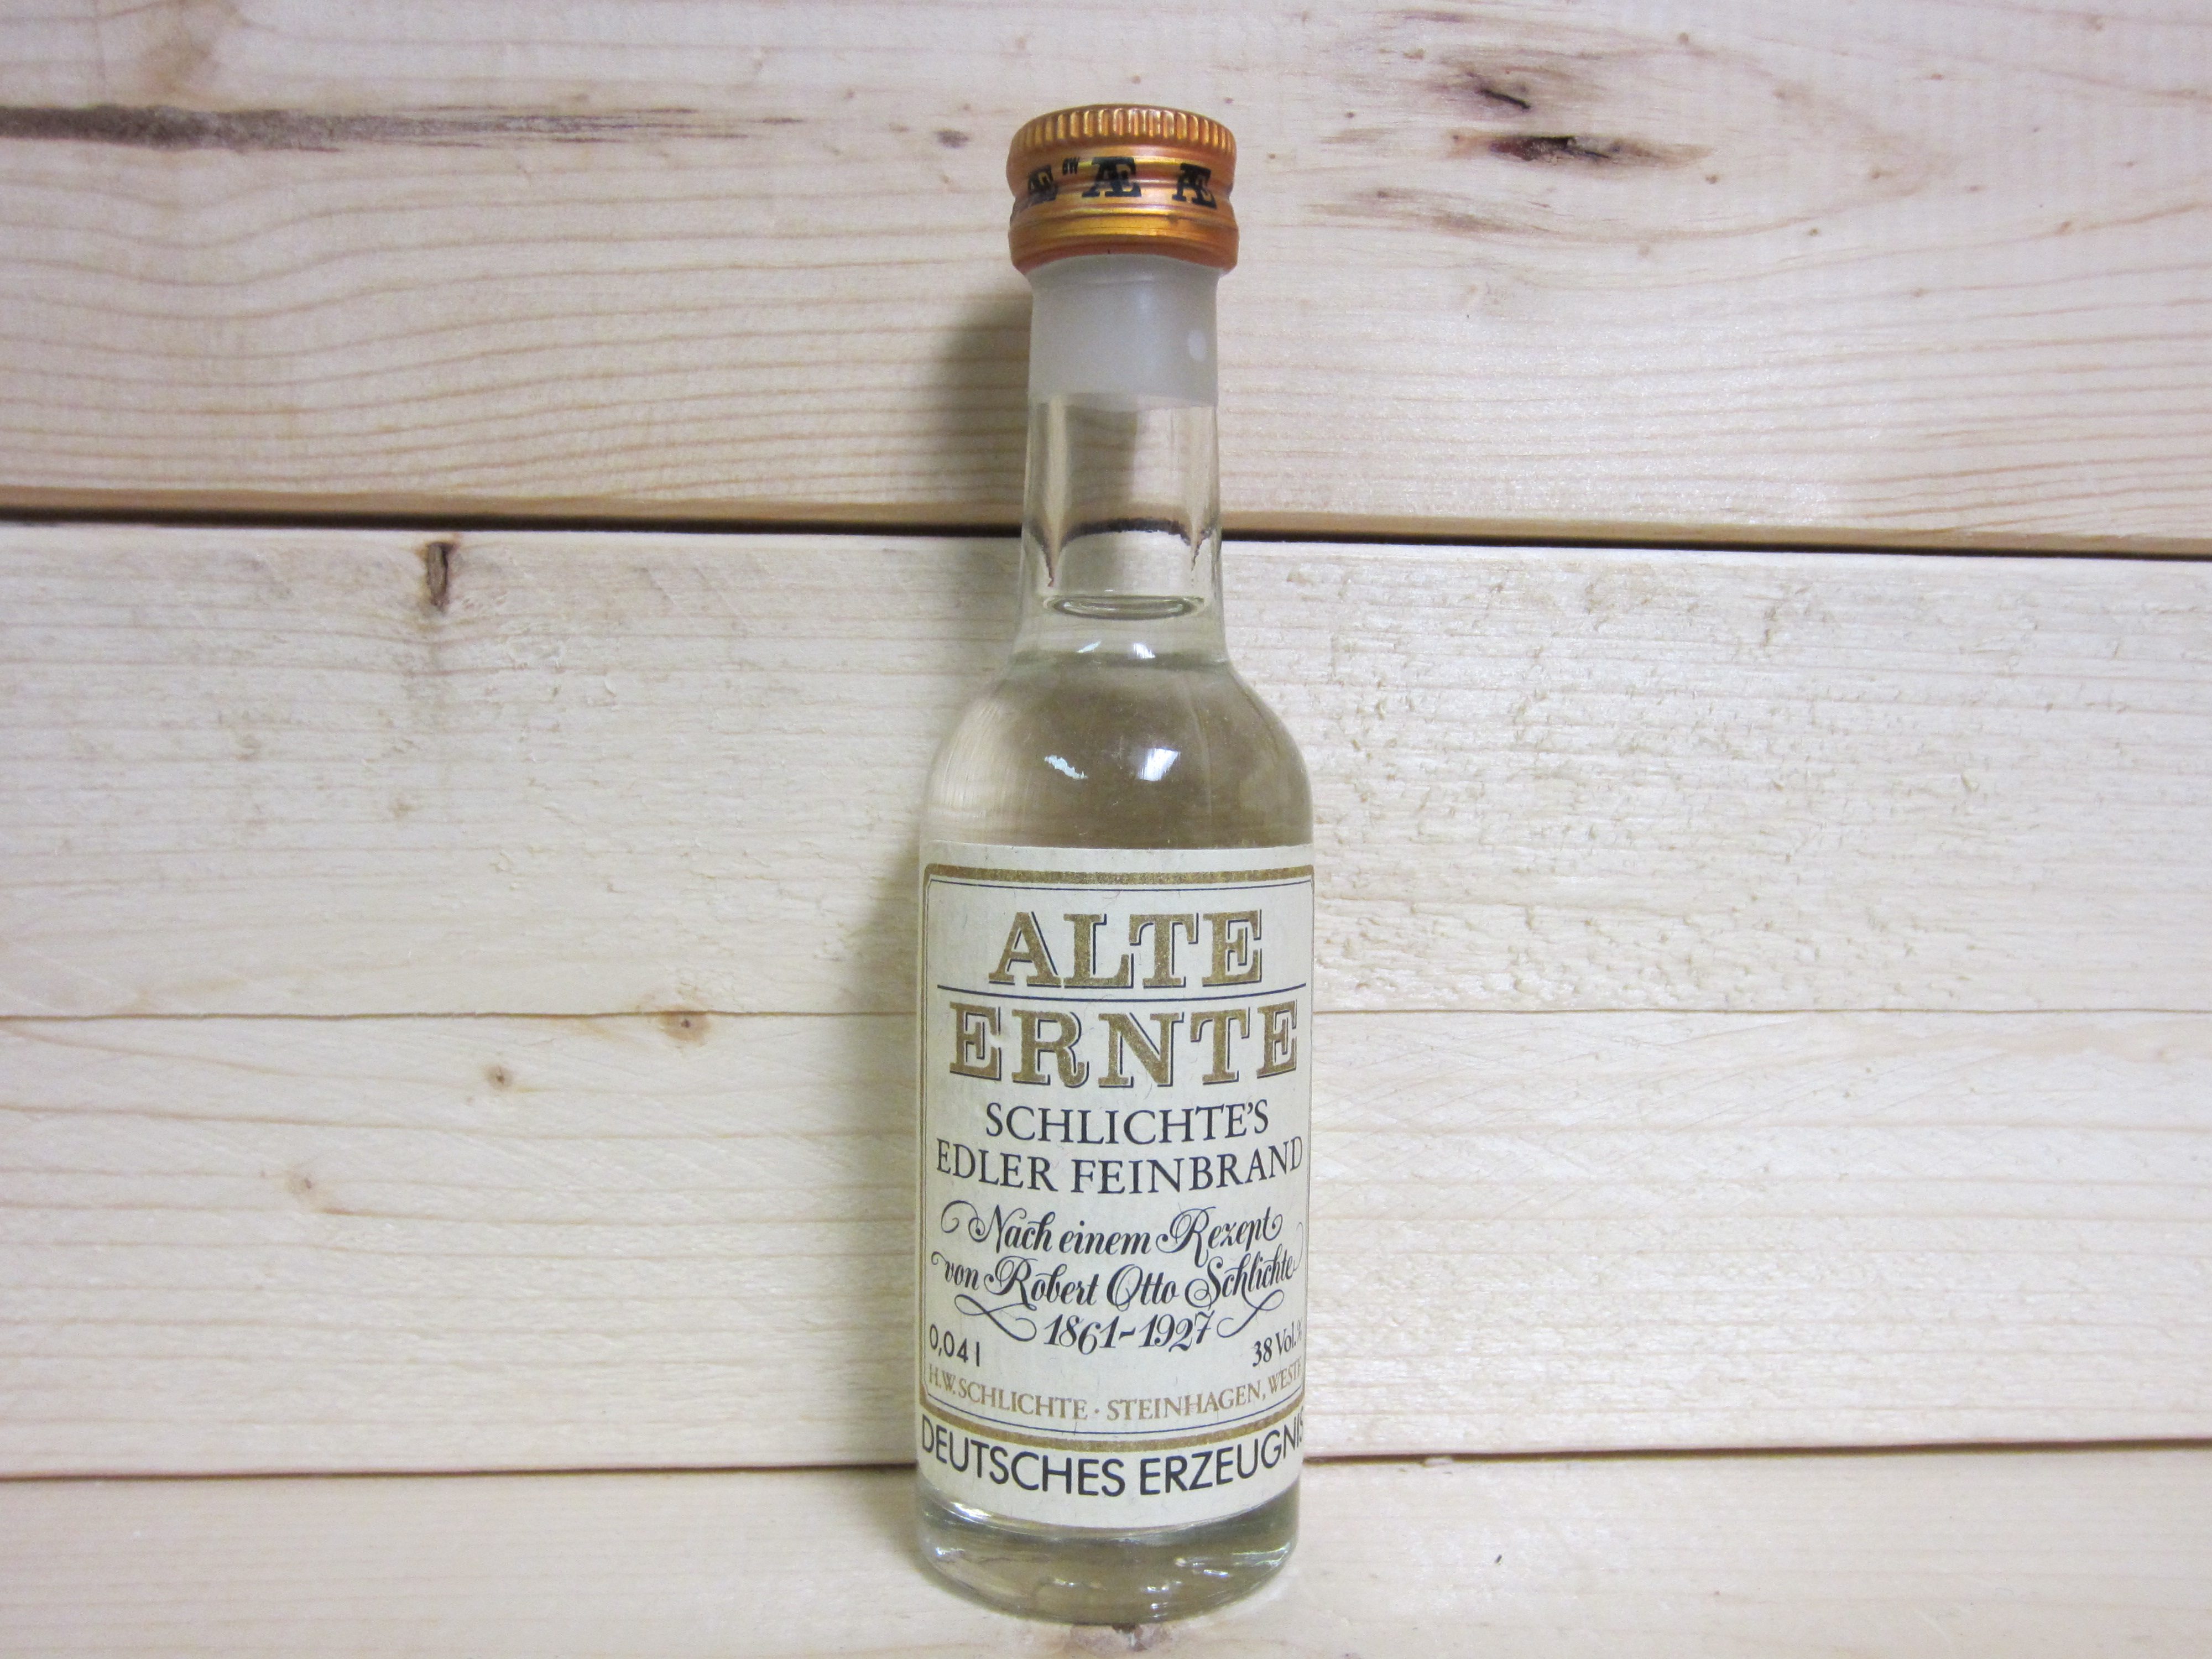 Æ BW Æ Æ
ALTE
ERNTE
SCHLICHTE'S
EDLER FEINBRAND
Nach einem Rezept
von Robert Otto Schlichte
1861-1927
0,04 l 38 Vol.%
H.W. SCHLICHTE · STEINHAGEN, WESTF
DEUTSCHES ERZEUGNIS